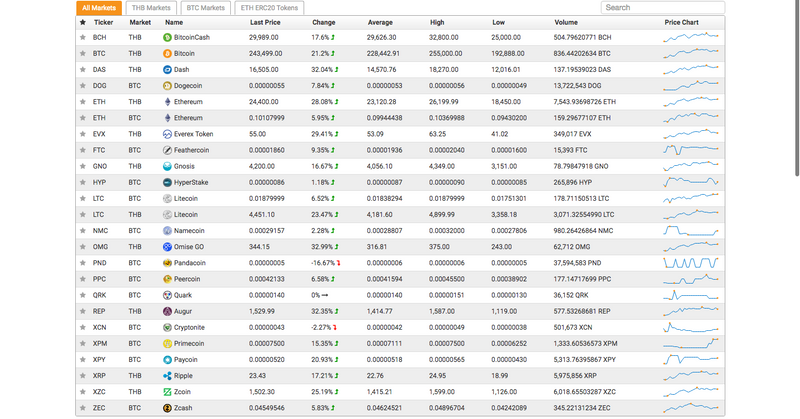 All Markets THB Markets BTC Markets ETH ERC20 Tokens Search
Ticker Market Name Last Price Change Average High Low Volume Price Chart
BCH THB BitcoinCash 29,989.00 17.6% 29,626.30 32,800.00 25,000.00 504.79620771 BCH
BTC THB Bitcoin 243,499.00 21.2% 228,442.91 255,000.00 192,888.00 836.44202634 BTC
DAS THB Dash 16,505.00 32.04% 14,570.76 18,270.00 12,016.01 137.19539023 DAS
DOG BTC Dogecoin 0.00000055 7.84% 0.00000053 0.00000056 0.00000049 13,722,543 DOG
ETH THB Ethereum 24,400.00 28.08% 23,120.28 26,199.99 18,450.00 7,543.93698726 ETH
ETH BTC Ethereum 0.10107999 5.95% 0.09944438 0.10369988 0.09430200 159.29657107 ETH
EVX THB Everex Token 55.00 29.41% 53.09 63.25 41.02 349,017 EVX
FTC BTC Feathercoin 0.00001860 9.35% 0.00001936 0.00002040 0.00001600 15,393 FTC
GNO THB Gnosis 4,200.00 16.67% 4,056.10 4,349.00 3,151.00 78.79847918 GNO
HYP BTC HyperStake 0.00000086 1.18% 0.00000087 0.00000090 0.00000085 265,896 HYP
LTC BTC Litecoin 0.01879999 6.52% 0.01838294 0.01879999 0.01751301 178.71150513 LTC
LTC THB Litecoin 4,451.10 23.47% 4,181.60 4,899.99 3,358.18 3,071.32554990 LTC
NMC BTC Namecoin 0.00029157 2.28% 0.00028807 0.00032000 0.00027806 980.26426864 NMC
OMG THB Omise GO 344.15 32.99% 316.81 375.00 243.00 62,712 OMG
PND BTC Pandacoin 0.00000005 -16.67% 0.00000006 0.00000006 0.00000005 37,594,583 PND
PPC BTC Peercoin 0.00042133 6.58% 0.00041594 0.00045500 0.00038902 177.14717699 PPC
QRK BTC Quark 0.00000140 0% 0.00000140 0.00000151 0.00000130 36,152 QRK
REP THB Augur 1,529.99 32.35% 1,414.77 1,587.00 1,119.00 577.53268681 REP
XCN BTC Cryptonite 0.00000043 -2.27% 0.00000042 0.00000049 0.00000038 501,673 XCN
XPM BTC Primecoin 0.00007500 15.35% 0.00007111 0.00007500 0.00006252 1,333.60536573 XPM
XPY BTC Paycoin 0.00000520 20.93% 0.00000518 0.00000565 0.00000430 5,313.76395867 XPY
XRP THB Ripple 23.43 17.21% 22.76 24.95 18.99 5,975,856 XRP
XZC THB Zcoin 1,502.30 25.19% 1,415.21 1,599.00 1,126.00 6,018.65503287 XZC
ZEC BTC Zcash 0.04549546 5.83% 0.04624521 0.04896704 0.04242089 345.22131234 ZEC